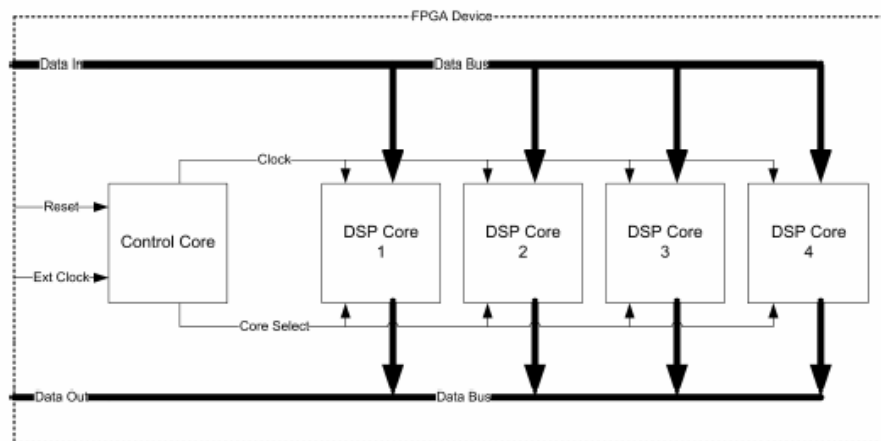 FPGA Device
Data In
Data Bus
Clock
Reset
Control Core
Ext Clock
DSP Core
1
DSP Core
2
DSP Core
3
DSP Core
4
Core Select
Data Out
Data Bus